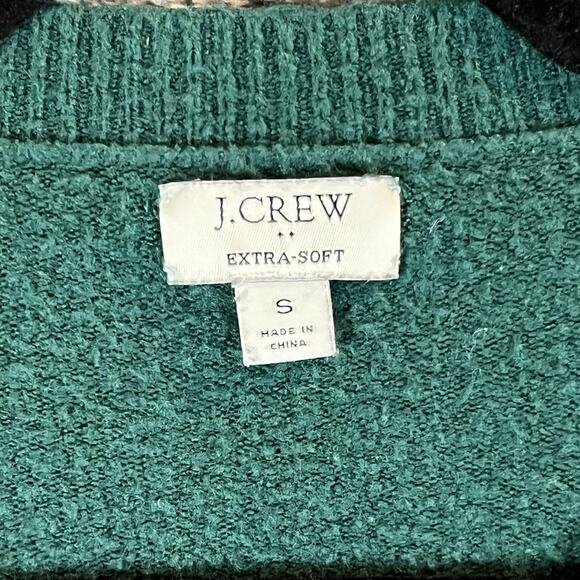 J.CREW
EXTRA-SOFT
S
MADE IN
CHINA